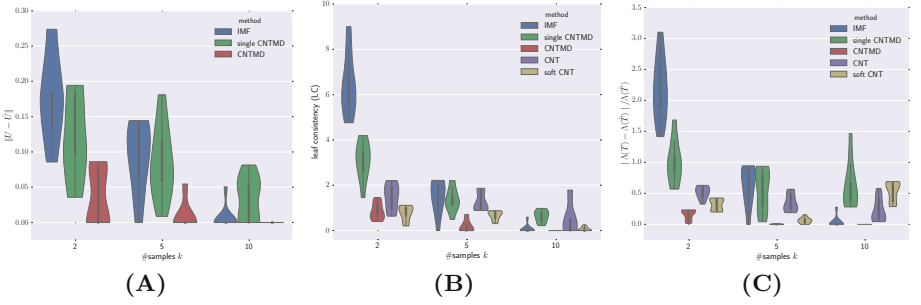 0.30
0.25
0.20
0.15
0.10
0.05
0.00
‖U − Û‖
method
IMF
single CNTMD
CNTMD
2
5
10
#samples k
(A)
10
8
6
4
2
0
leaf consistency (LC)
method
IMF
single CNTMD
CNTMD
CNT
soft CNT
2
5
10
#samples k
(B)
3.5
3.0
2.5
2.0
1.5
1.0
0.5
0.0
| Λ(T) − Λ(T̂) | /Λ(T̂)
method
IMF
single CNTMD
CNTMD
CNT
soft CNT
2
5
10
#samples k
(C)